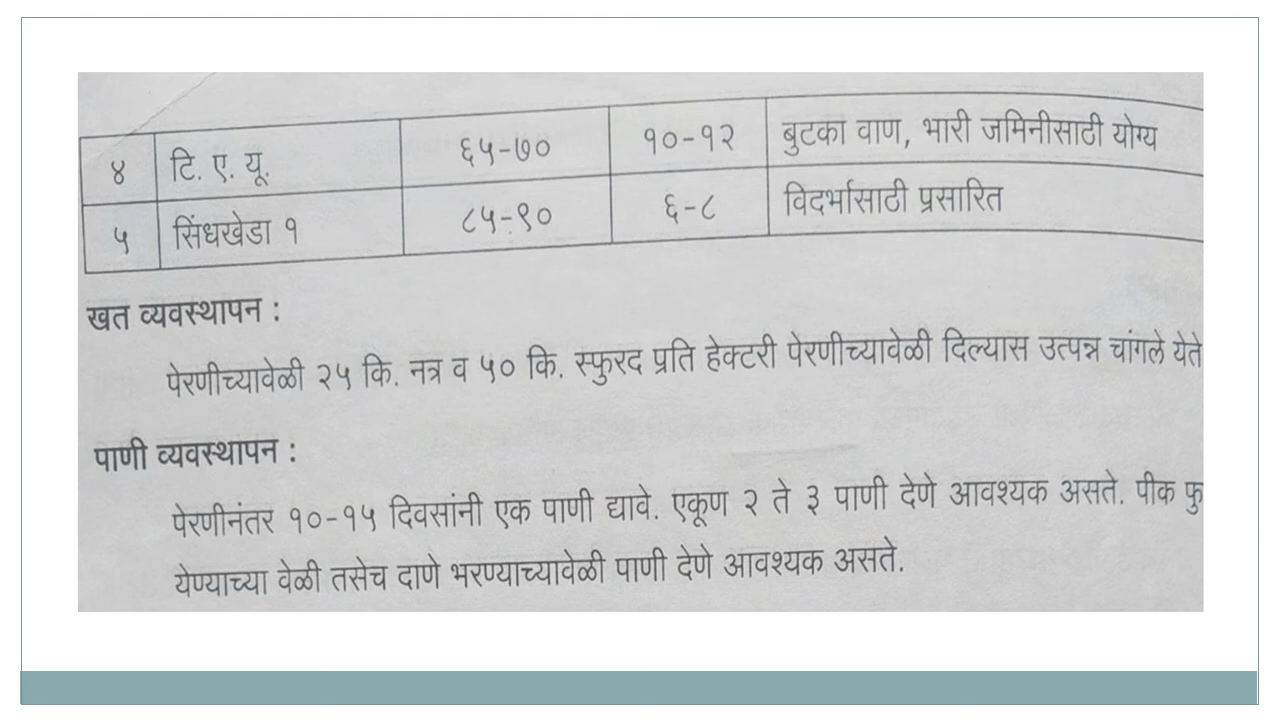 ४ टि. ए. यू. ६५-७० १०-१२ बुटका वाण, भारी जमिनीसाठी योग्य
५ सिंधखेडा १ ८५-९० ६-८ विदर्भासाठी प्रसारित
खत व्यवस्थापन :
पेरणीच्यावेळी २५ कि. नत्र व ५० कि. स्फुरद प्रति हेक्टरी पेरणीच्यावेळी दिल्यास उत्पन्न चांगले येते
पाणी व्यवस्थापन :
पेरणीनंतर १०-१५ दिवसांनी एक पाणी द्यावे. एकूण २ ते ३ पाणी देणे आवश्यक असते. पीक फु
येण्याच्या वेळी तसेच दाणे भरण्याच्यावेळी पाणी देणे आवश्यक असते.